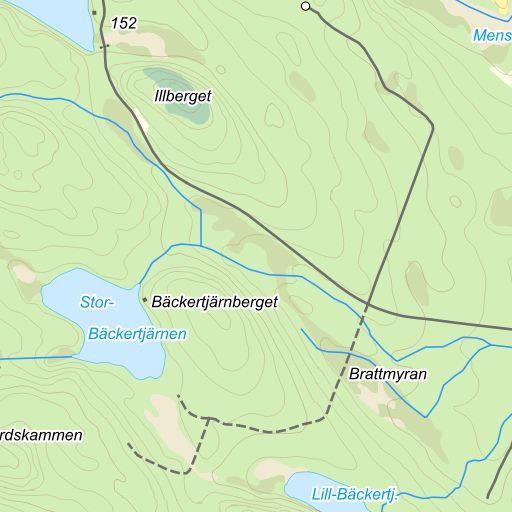 152
Mens
Illberget
Stor-
Bäckertjärnen
Bäckertjärnberget
Brattmyran
rdskammen
Lill-Bäckertj.